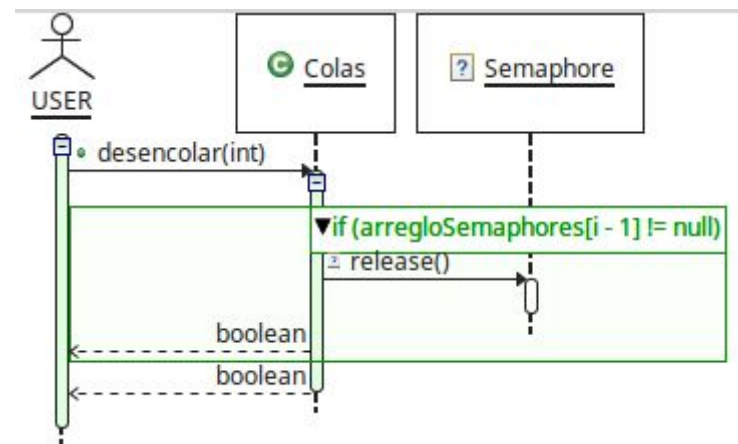 USER
C Colas
? Semaphore
desencolar(int)
▼if (arregloSemaphores[i - 1] != null)
? release()
boolean
boolean